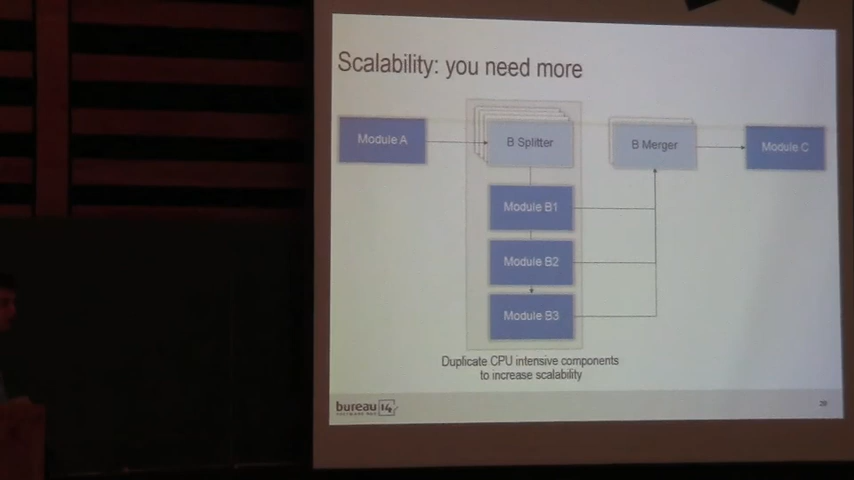 Scalability: you need more
Module A
B Splitter
B Merger
Module C
Module B1
Module B2
Module B3
Duplicate CPU intensive components
to increase scalability
bureau 14